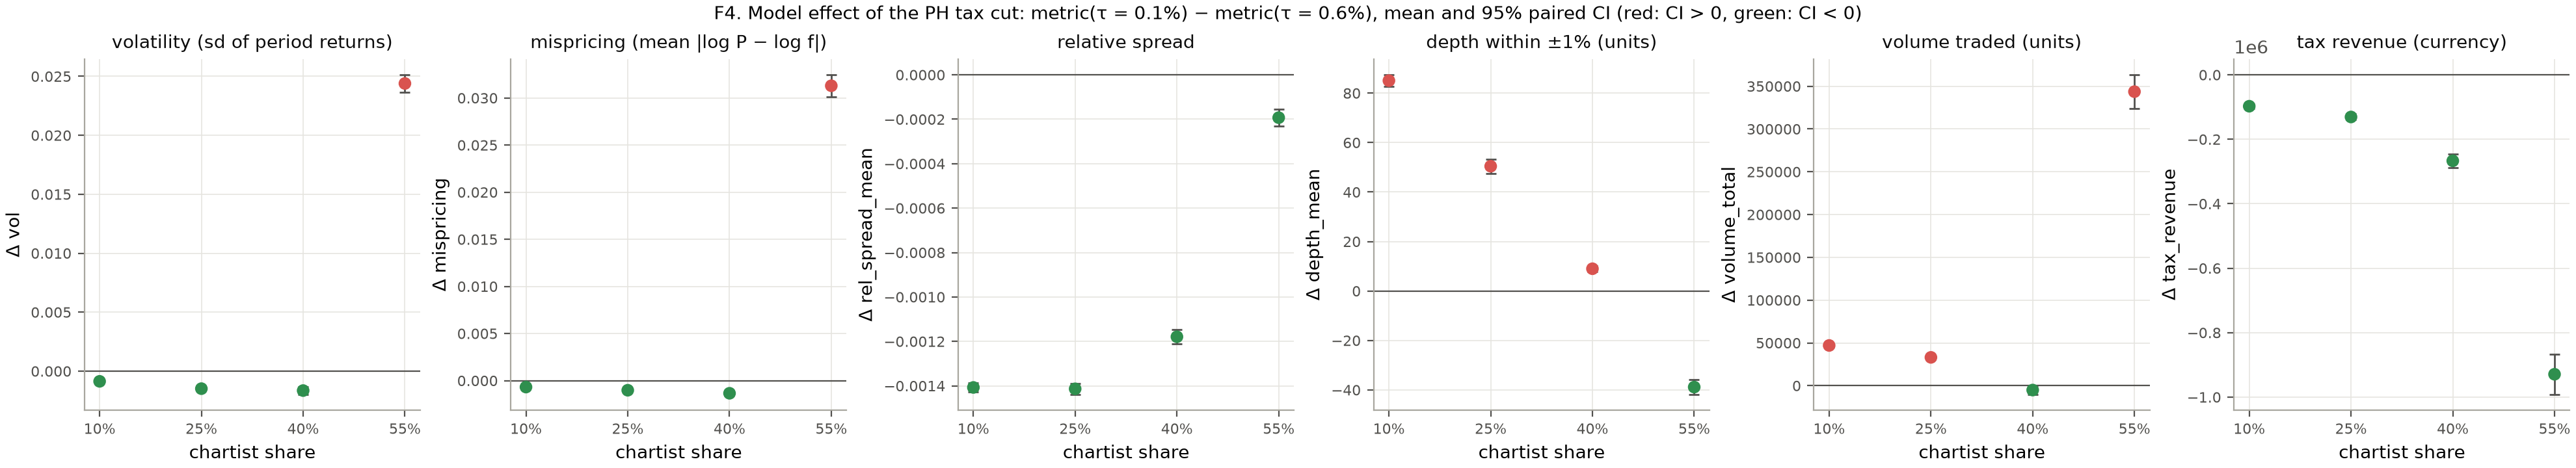 F4. Model effect of the PH tax cut: metric(τ = 0.1%) − metric(τ = 0.6%), mean and 95% paired CI (red: CI > 0, green: CI < 0)
volatility (sd of period returns)
Δ vol
0.025
0.020
0.015
0.010
0.005
0.000
10% 25% 40% 55%
chartist share
mispricing (mean |log P − log f|)
Δ mispricing
0.030
0.025
0.020
0.015
0.010
0.005
0.000
10% 25% 40% 55%
chartist share
relative spread
Δ rel_spread_mean
0.0000
−0.0002
−0.0004
−0.0006
−0.0008
−0.0010
−0.0012
−0.0014
10% 25% 40% 55%
chartist share
depth within ±1% (units)
Δ depth_mean
80
60
40
20
0
−20
−40
10% 25% 40% 55%
chartist share
volume traded (units)
Δ volume_total
350000
300000
250000
200000
150000
100000
50000
0
10% 25% 40% 55%
chartist share
tax revenue (currency)
1e6
Δ tax_revenue
0.0
−0.2
−0.4
−0.6
−0.8
−1.0
10% 25% 40% 55%
chartist share